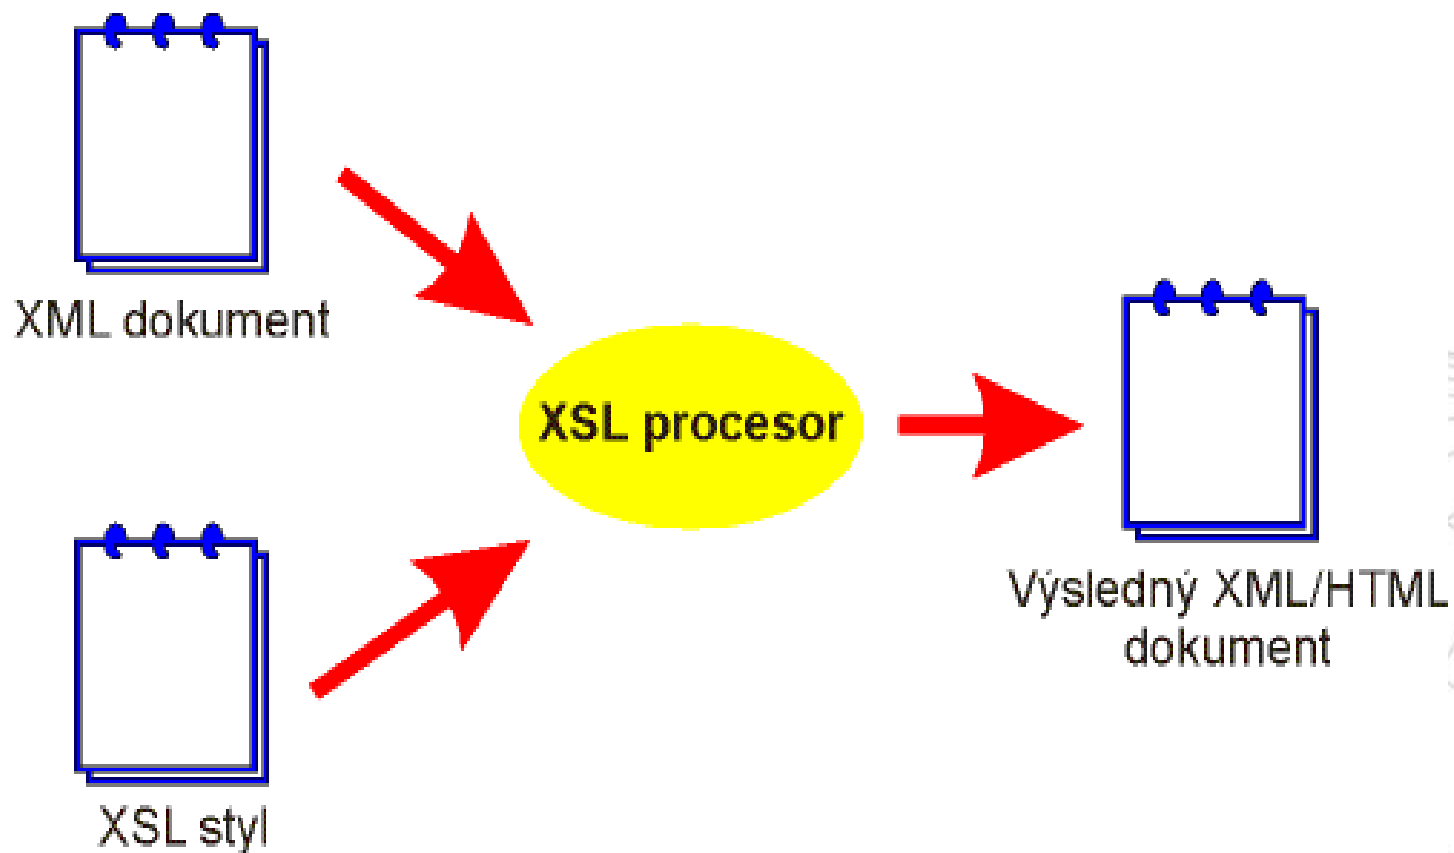 XML dokument
XSL procesor
Výsledný XML/HTML
dokument
XSL styl